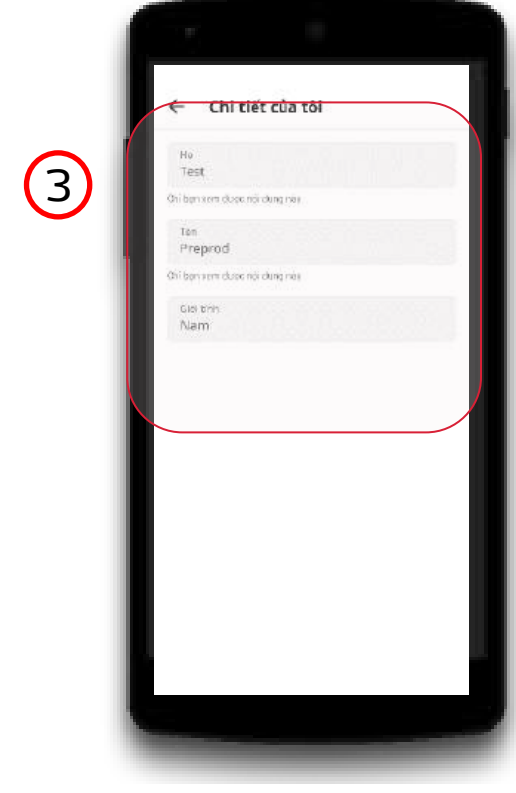 3
Chi tiết của tôi
Họ
Test
Chỉ bạn xem được nội dung này
Tên
Preprod
Chỉ bạn xem được nội dung này
Giới tính
Nam